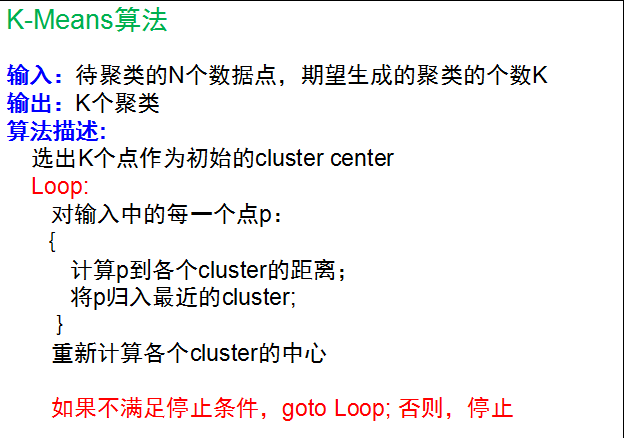 K-Means算法
输入：待聚类的N个数据点，期望生成的聚类的个数K
输出：K个聚类
算法描述:
选出K个点作为初始的cluster center
Loop:
对输入中的每一个点p：
{
计算p到各个cluster的距离；
将p归入最近的cluster;
}
重新计算各个cluster的中心
如果不满足停止条件，goto Loop; 否则，停止